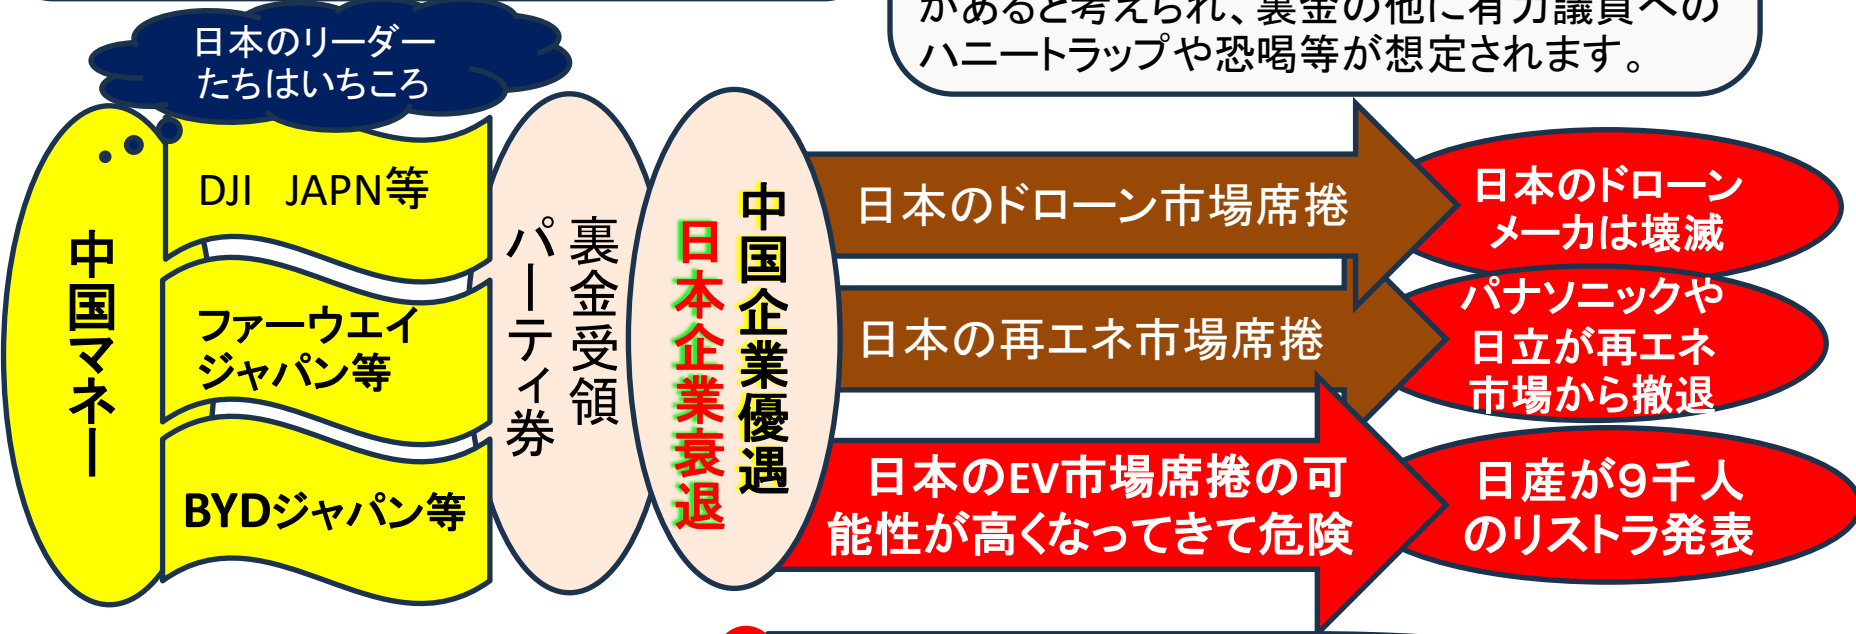 があると考えられ、裏金の他に有力議員への
ハニートラップや恐喝等が想定されます。
日本のリーダー
たちはいちころ
中国マネー
DJI　JAPN等
ファーウエイ
ジャパン等
BYDジャパン等
裏金受領
パーティ券
中国企業優遇
日本企業衰退
日本のドローン市場席捲
日本の再エネ市場席捲
日本のEV市場席捲の可
能性が高くなってきて危険
日本のドローン
メーカは壊滅
パナソニックや
日立が再エネ
市場から撤退
日産が９千人
のリストラ発表